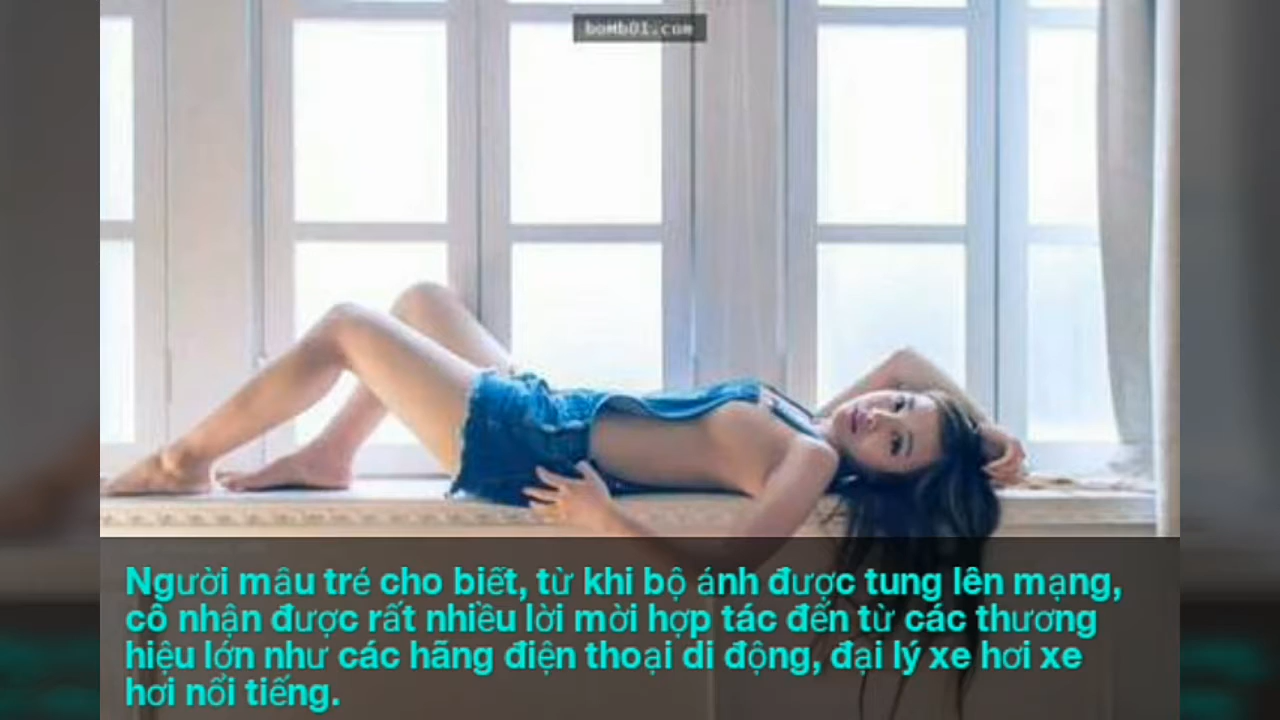 bomb01.com
Người mẫu trẻ cho biết, từ khi bộ ảnh được tung lên mạng,
cô nhận được rất nhiều lời mời hợp tác đến từ các thương
hiệu lớn như các hãng điện thoại di động, đại lý xe hơi xe
hơi nổi tiếng.